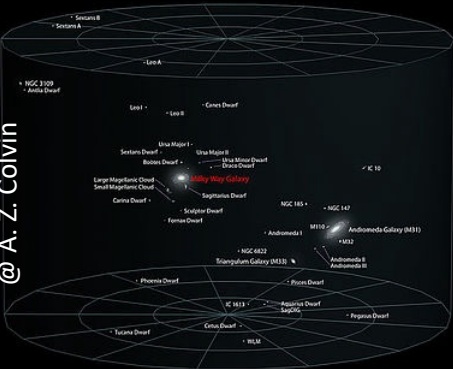 Sextans B
Sextans A
Leo A
NGC 3109
Antlia Dwarf
Leo I
Leo II
Canes Dwarf
Ursa Major I
Sextans Dwarf
Ursa Major II
Bootes Dwarf
Ursa Minor Dwarf
Draco Dwarf
IC 10
Large Magellanic Cloud
Milky Way Galaxy
Small Magellanic Cloud
Sagittarius Dwarf
Carina Dwarf
Sculptor Dwarf
Fornax Dwarf
NGC 185
NGC 147
M110
Andromeda Galaxy (M31)
Andromeda I
M32
NGC 6822
Triangulum Galaxy (M33)
Andromeda II
Andromeda III
Phoenix Dwarf
Pisces Dwarf
IC 1613
Aquarius Dwarf
SagDIG
Pegasus Dwarf
Cetus Dwarf
Tucana Dwarf
WLM
@ A. Z. Colvin